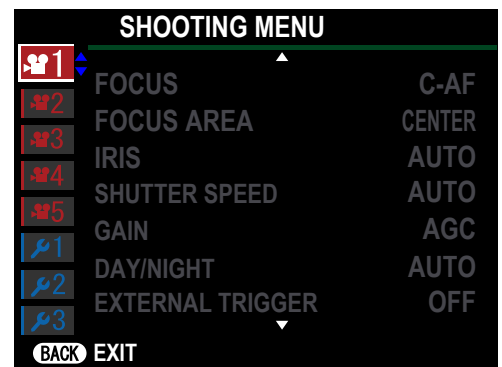 SHOOTING MENU
1
2
3
4
5
1
2
3
FOCUS C-AF
FOCUS AREA CENTER
IRIS AUTO
SHUTTER SPEED AUTO
GAIN AGC
DAY/NIGHT AUTO
EXTERNAL TRIGGER OFF
BACK EXIT